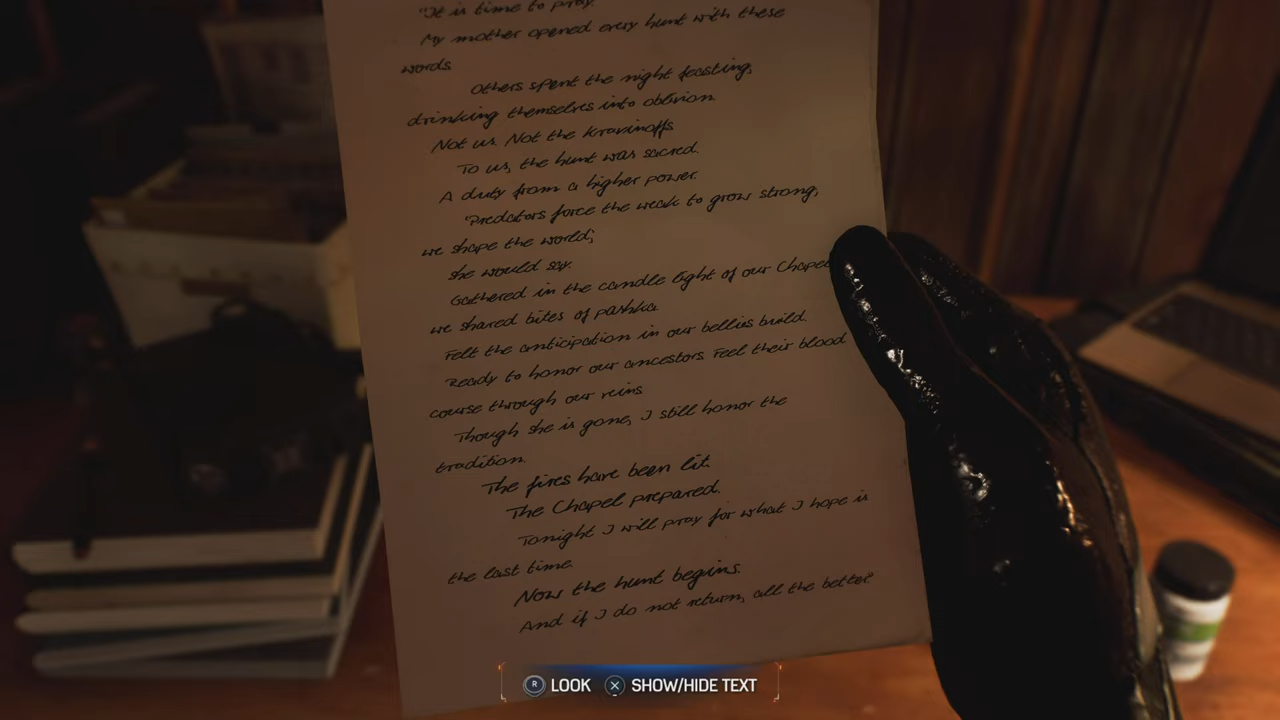 "It is time to pray."
My mother opened every hunt with these
words.
Others spent the night feasting,
drinking themselves into oblivion.
Not us. Not the Kravinoffs
To us, the hunt was sacred.
A duty from a higher power.
"Predators force the weak to grow strong,
we shape the world,"
she would say.
Gathered in the candle light of our Chapel
we shared bites of pashka.
Felt the anticipation in our bellies build.
Ready to honor our ancestors. Feel their blood
course through our veins
Though she is gone, I still honor the
tradition.
The fires have been lit.
The Chapel prepared.
Tonight I will pray for what I hope is
the last time.
Now the hunt begins.
And if I do not return, all the better
R LOOK X SHOW/HIDE TEXT